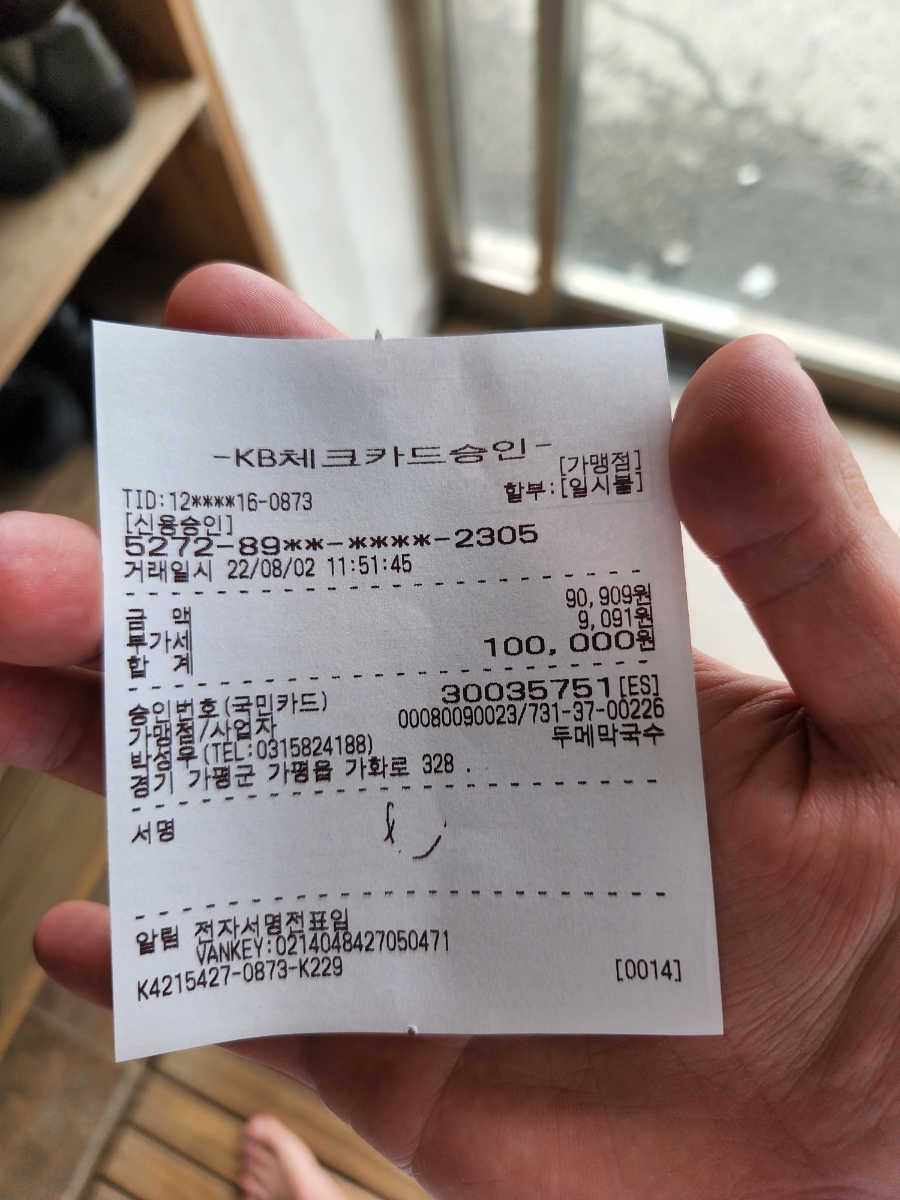 -KB체크카드승인-
[가맹점]
TID:12****16-0873 할부:[일시불]
[신용승인]
5272-89**-****-2305
거래일시 22/08/02 11:51:45
금 액 90,909원
부가세 9,091원
합 계 100,000원
승인번호(국민카드) 30035751[ES]
가맹점/사업자 00080090023/731-37-00226
박성우(TEL:0315824188) 두메막국수
경기 가평군 가평읍 가화로 328 .
서명
알림 전자서명전표임
VANKEY:0214048427050471
K4215427-0873-K229 [0014]